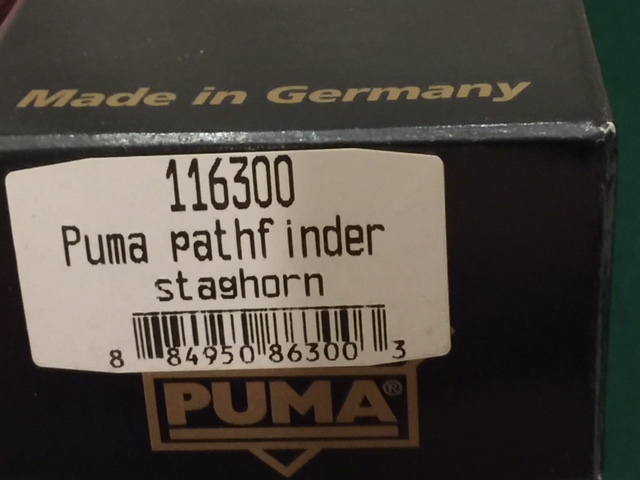 Made in Germany
116300
Puma pathfinder
staghorn
8 84950 86300 3
PUMA®